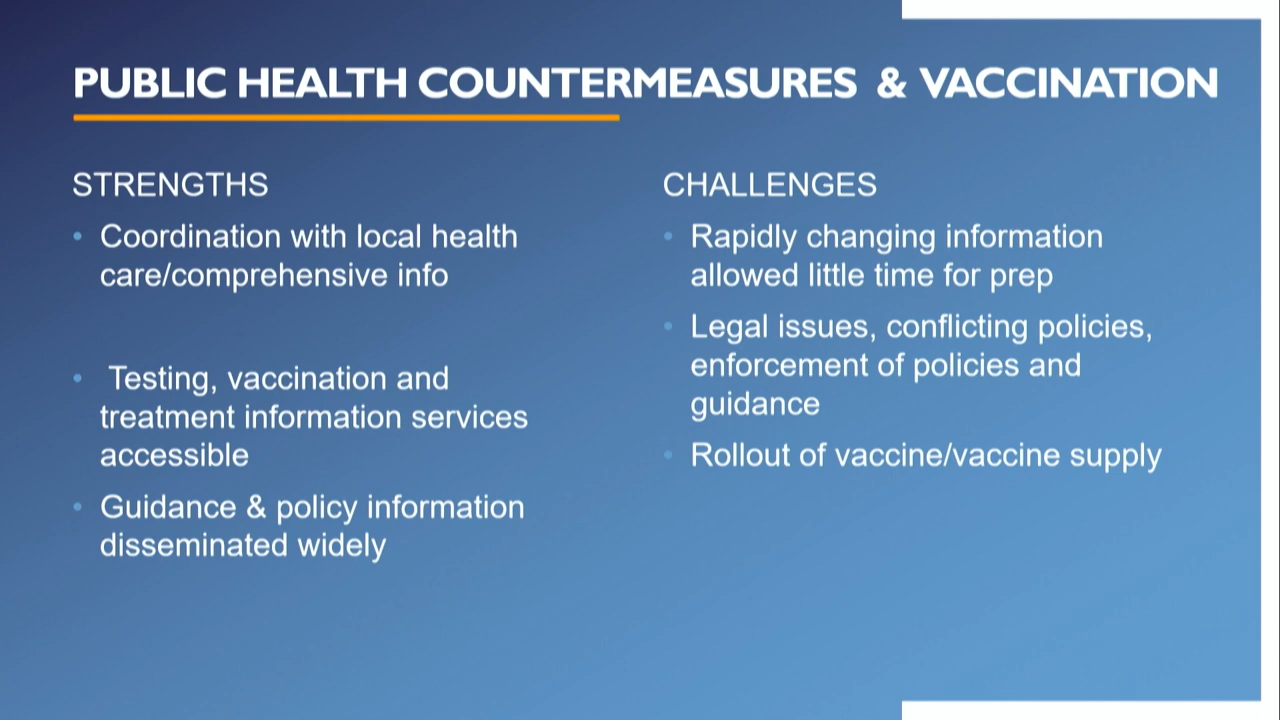 PUBLIC HEALTH COUNTERMEASURES & VACCINATION
STRENGTHS
• Coordination with local health
care/comprehensive info
• Testing, vaccination and
treatment information services
accessible
• Guidance & policy information
disseminated widely
CHALLENGES
• Rapidly changing information
allowed little time for prep
• Legal issues, conflicting policies,
enforcement of policies and
guidance
• Rollout of vaccine/vaccine supply